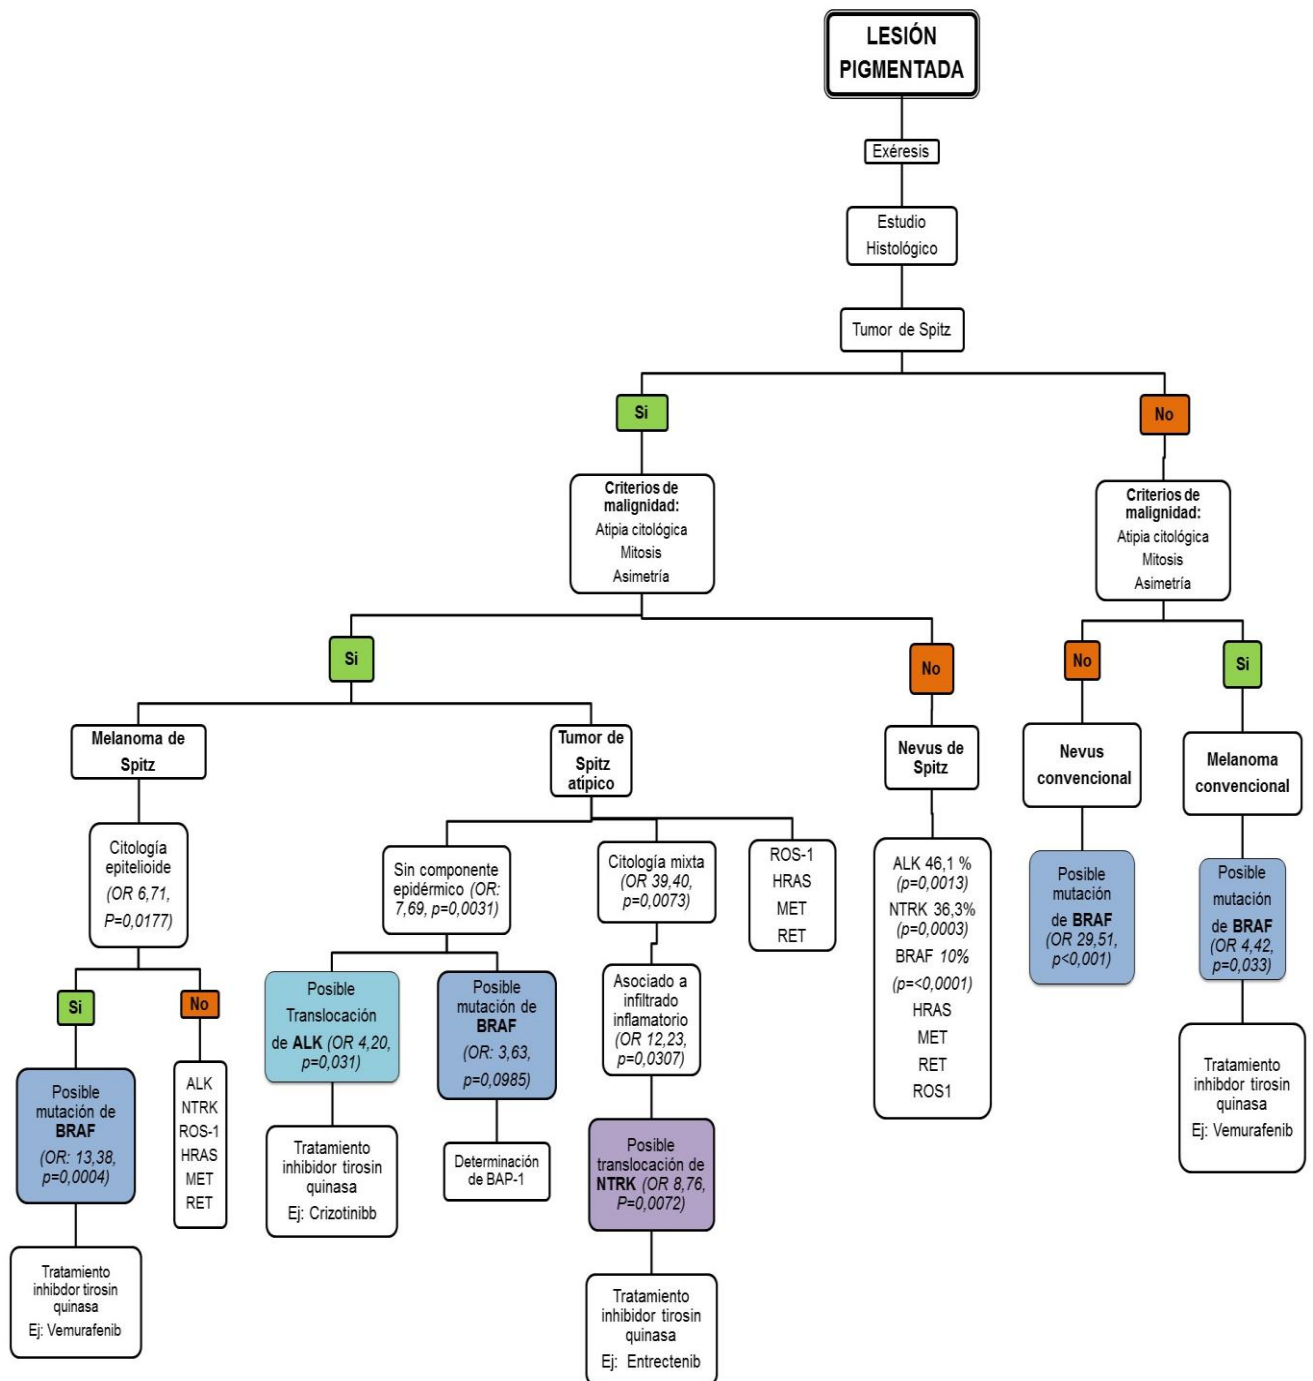 LESIÓN
PIGMENTADA
Exéresis
Estudio
Histológico
Tumor de Spitz
Si
No
Criterios de
malignidad:
Atipia citológica
Mitosis
Asimetría
Criterios de
malignidad:
Atipia citológica
Mitosis
Asimetría
Si
No
No
Si
Melanoma de
Spitz
Tumor de
Spitz
atípico
Nevus de
Spitz
Nevus
convencional
Melanoma
convencional
Citología
epitelioide
(OR 6,71,
P=0,0177)
Sin componente
epidérmico (OR:
7,69, p=0,0031)
Citología mixta
(OR 39,40,
p=0,0073)
ROS-1
HRAS
MET
RET
ALK 46,1 %
(p=0,0013)
NTRK 36,3%
(p=0,0003)
BRAF 10%
(p=<0,0001)
HRAS
MET
RET
ROS1
Posible
mutación
de BRAF
(OR 29,51,
p<0,001)
Posible
mutación
de BRAF
(OR 4,42,
p=0,033)
Si
No
Posible
Translocación
de ALK (OR 4,20,
p=0,031)
Posible
mutación de
BRAF
(OR: 3,63,
p=0,0985)
Asociado a
infiltrado
inflamatorio
(OR 12,23,
p=0,0307)
Tratamiento
inhibdor tirosin
quinasa
Ej: Vemurafenib
Posible
mutación de
BRAF
(OR: 13,38,
p=0,0004)
ALK
NTRK
ROS-1
HRAS
MET
RET
Tratamiento
inhibidor tirosin
quinasa
Ej: Crizotinibb
Determinación
de BAP-1
Posible
translocación de
NTRK (OR 8,76,
P=0,0072)
Tratamiento
inhibdor tirosin
quinasa
Ej: Vemurafenib
Tratamiento
inhibidor tirosin
quinasa
Ej: Entrectenib